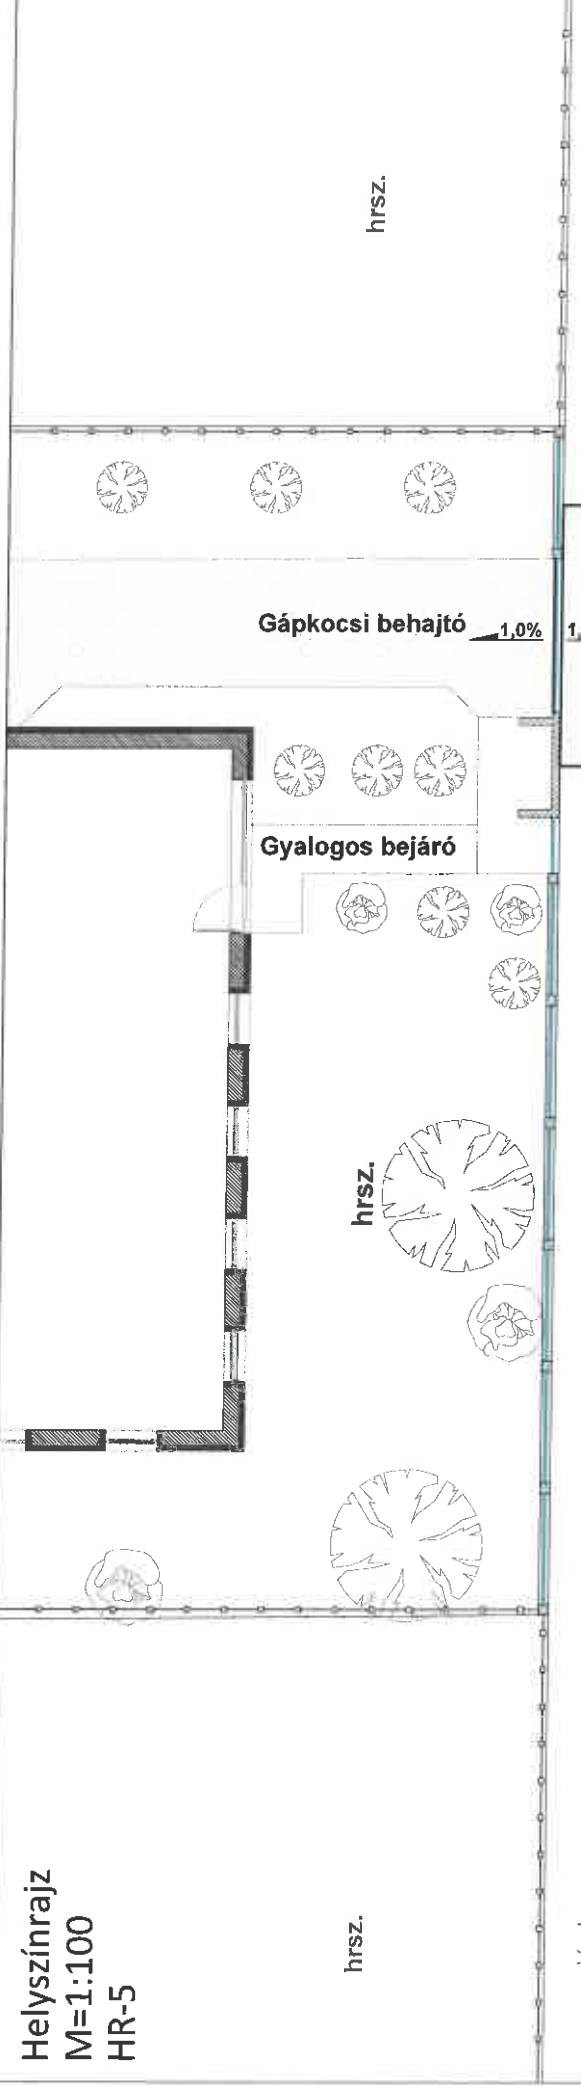 hrsz.
Gápkocsi behajtó
1,0%
Gyalogos bejáró
hrsz.
Helyszínrajz
M=1:100
HR-5
hrsz.